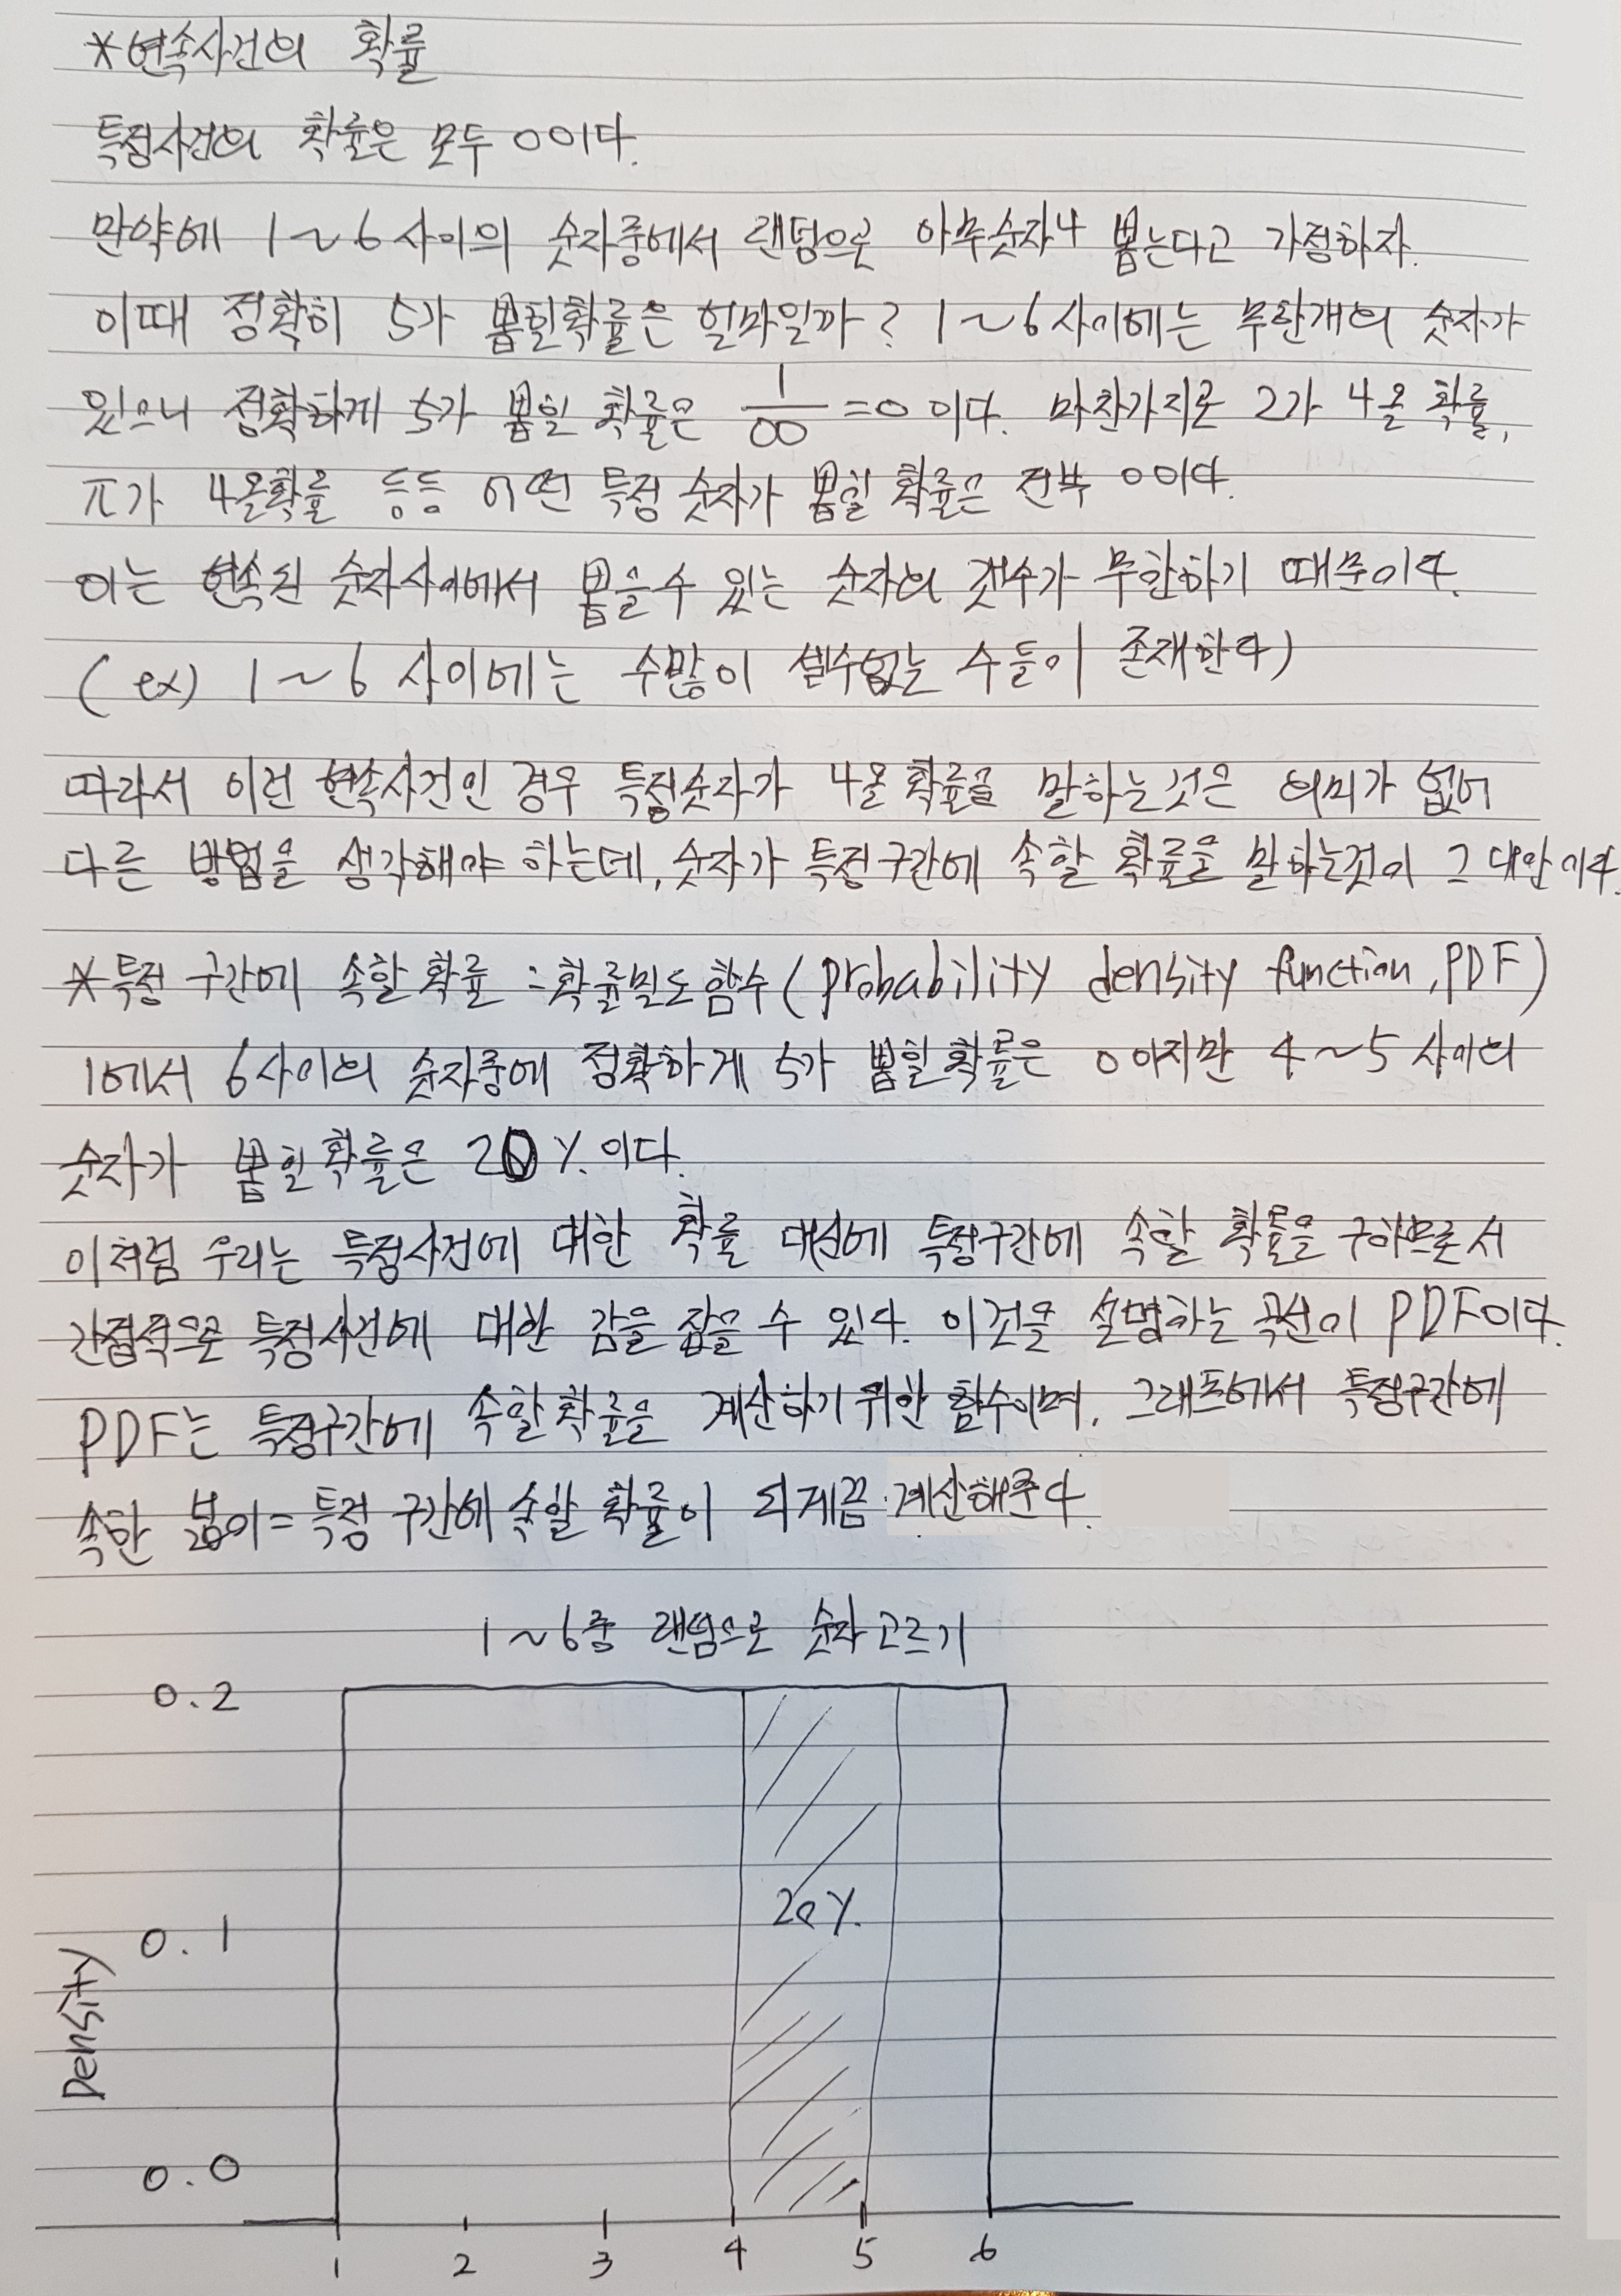 *연속사건의 확률
특정사건의 확률은 모두 0이다.
만약에 1~6 사이의 숫자중에서 랜덤으로 아무숫자나 뽑는다고 가정하자.
이때 정확히 5가 뽑힐확률은 얼마일까? 1~6사이에는 무한개의 숫자가
있으니 정확하게 5가 뽑힐 확률은 1/∞=0 이다. 마찬가지로 2가 나올 확률,
π가 나올확률 등등 어떤 특정 숫자가 뽑힐 확률은 전부 0이다.
이는 연속된 숫자사이에서 뽑을수 있는 숫자의 갯수가 무한하기 때문이다.
(ex) 1~6 사이에는 수많이 셀수없는 수들이 존재한다)
따라서 이런 연속사건인 경우 특정숫자가 나올 확률을 말하는것은 의미가 없어
다른 방법을 생각해야 하는데, 숫자가 특정구간에 속할 확률을 말하는것이 그 대안이다.
*특정 구간에 속할 확률 :확률밀도함수(probability density function,PDF)
1에서 6사이의 숫자중에 정확하게 5가 뽑힐확률은 0이지만 4~5 사이의
숫자가 뽑힐확률은 20%이다.
이처럼 우리는 특정사건에 대한 확률 대신에 특정구간에 속할 확률을 구하므로서
간접적으로 특정사건에 대한 감을 잡을 수 있다. 이것을 설명하는 곡선이 PDF이다.
PDF는 특정구간에 속할확률을 계산하기 위한 함수이며, 그래프에서 특정구간에
속한 넓이=특정 구간에 속할 확률이 되게끔 계산해준다.
1~6중 랜덤으로 숫자고르기
0.2
20%
0.1
Density
0.0
1 2 3 4 5 6